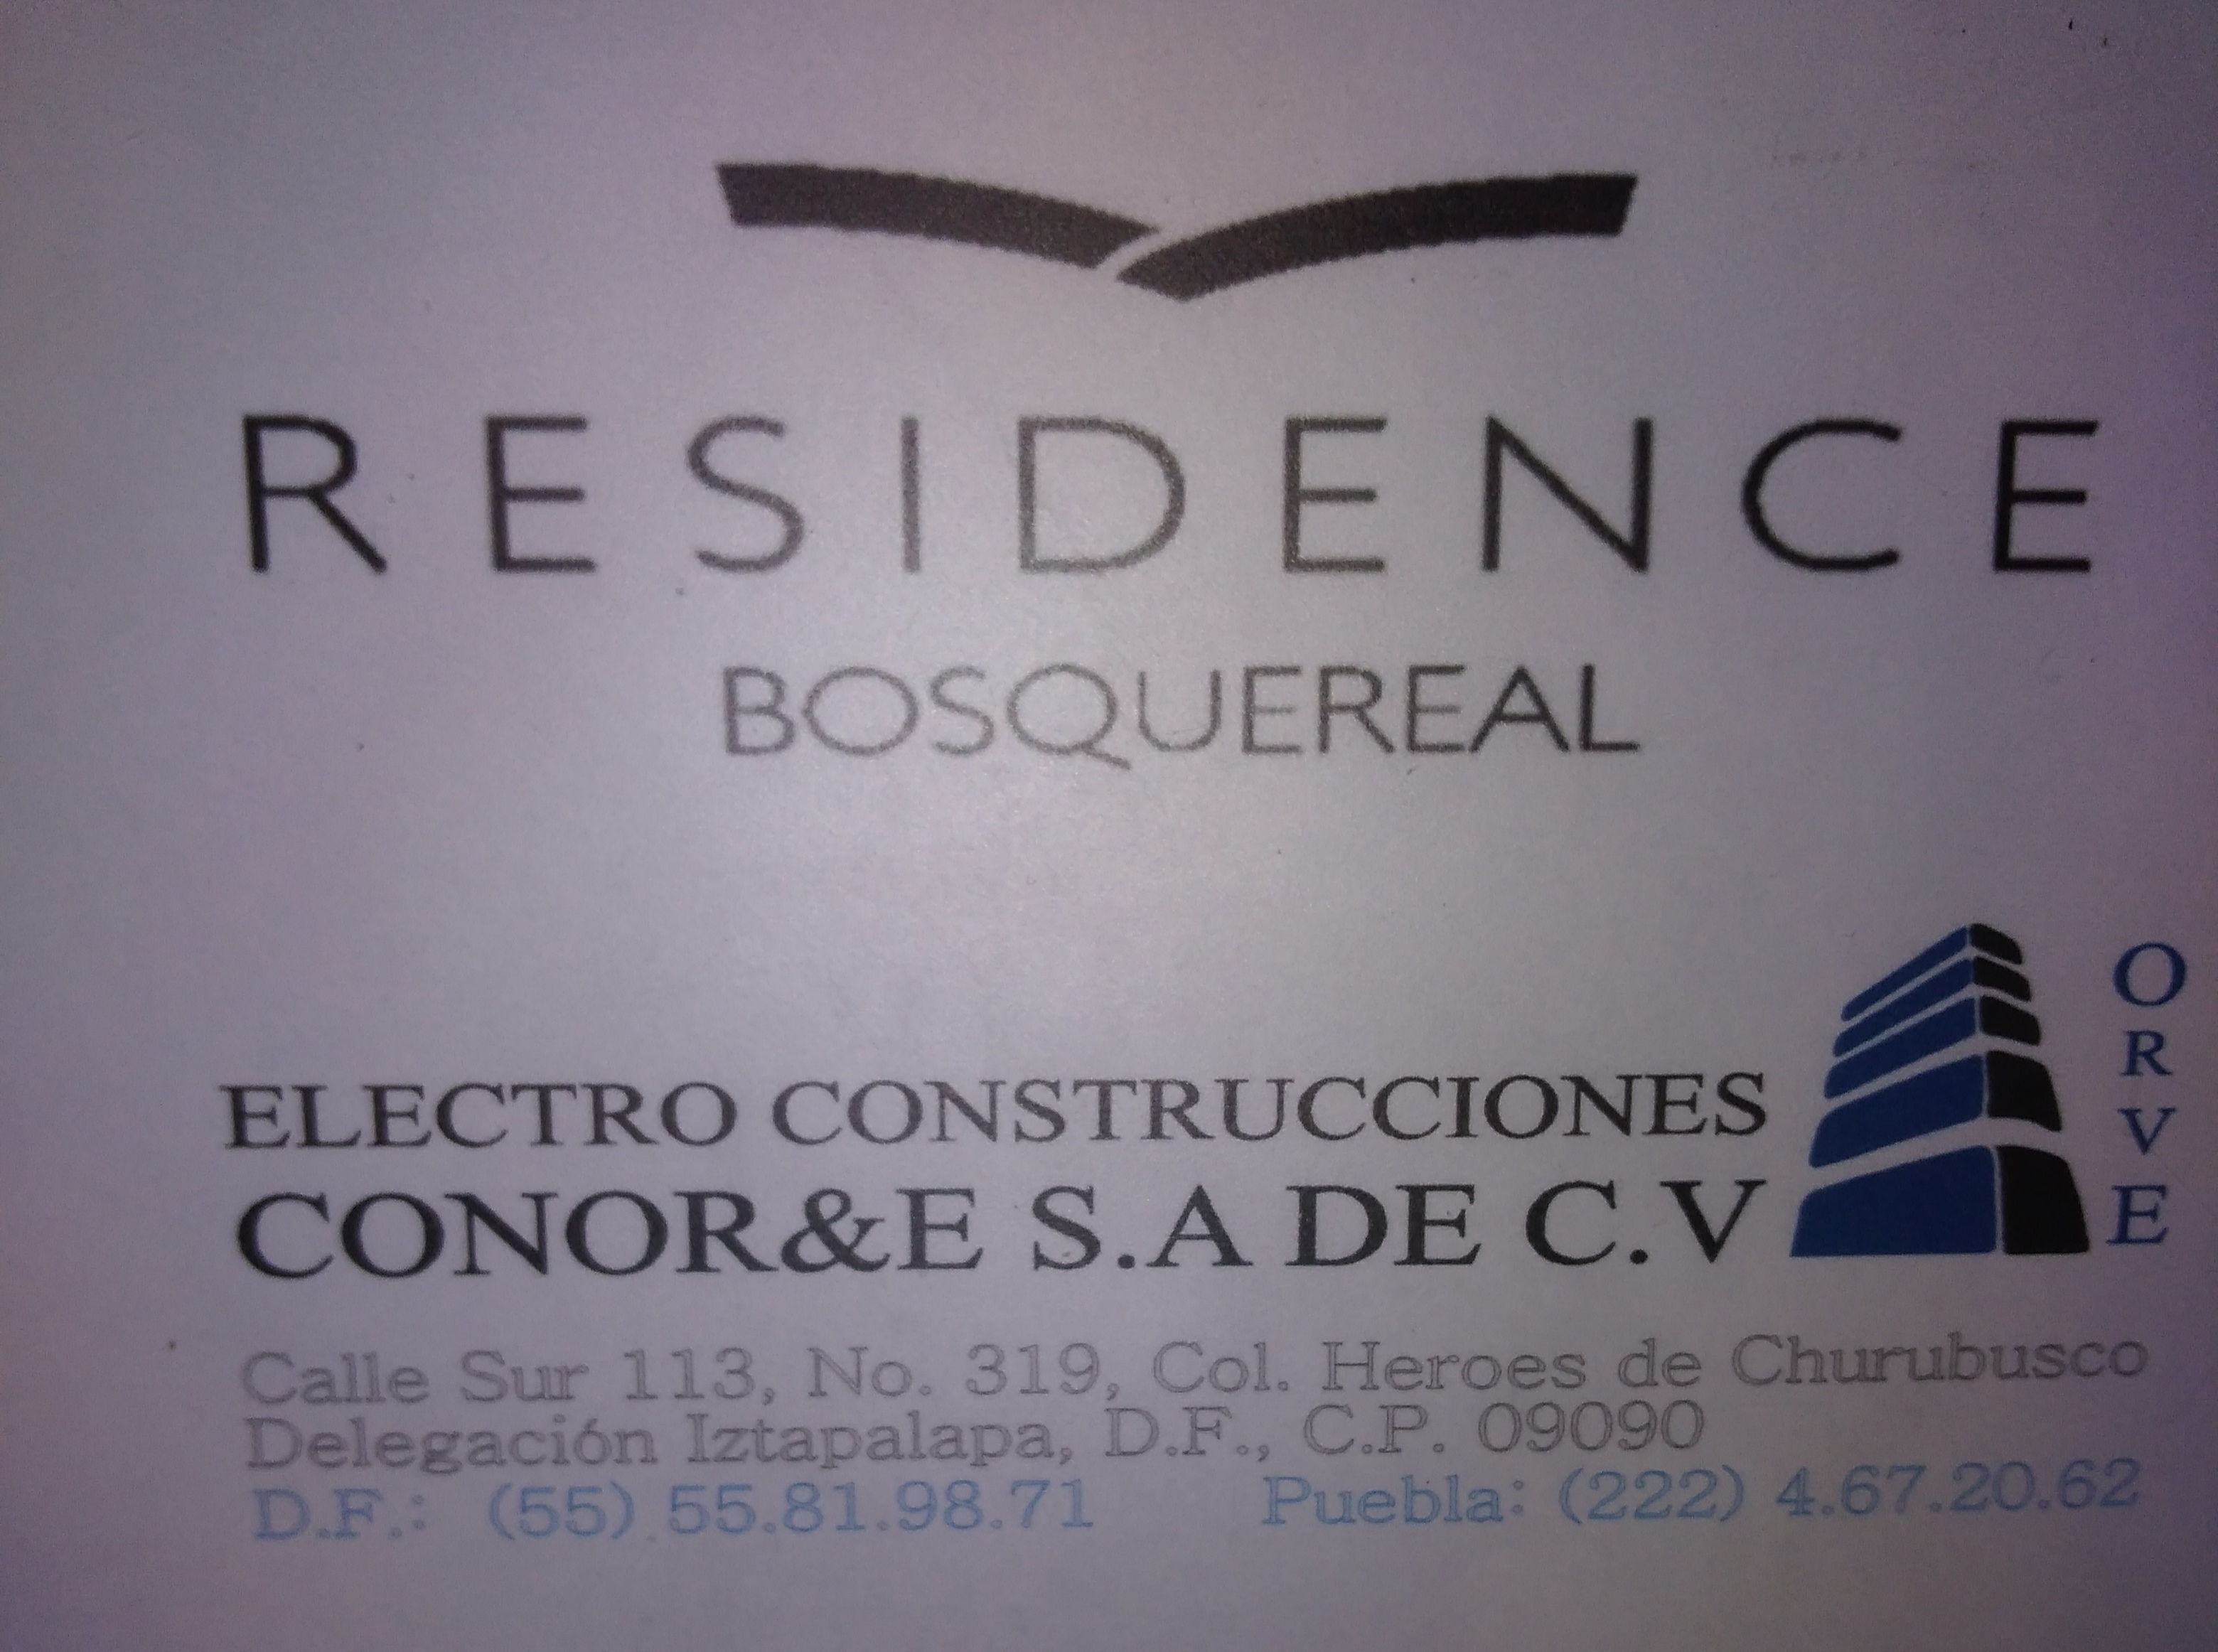 RESIDENCE
BOSQUEREAL
ORVE
ELECTRO CONSTRUCCIONES
CONOR&E S.A DE C.V
Calle Sur 113, No. 319, Col. Heroes de Churubusco
Delegación Iztapalapa, D.F., C.P. 09090
D.F.: (55) 55.81.98.71 Puebla: (222) 4.67.20.62